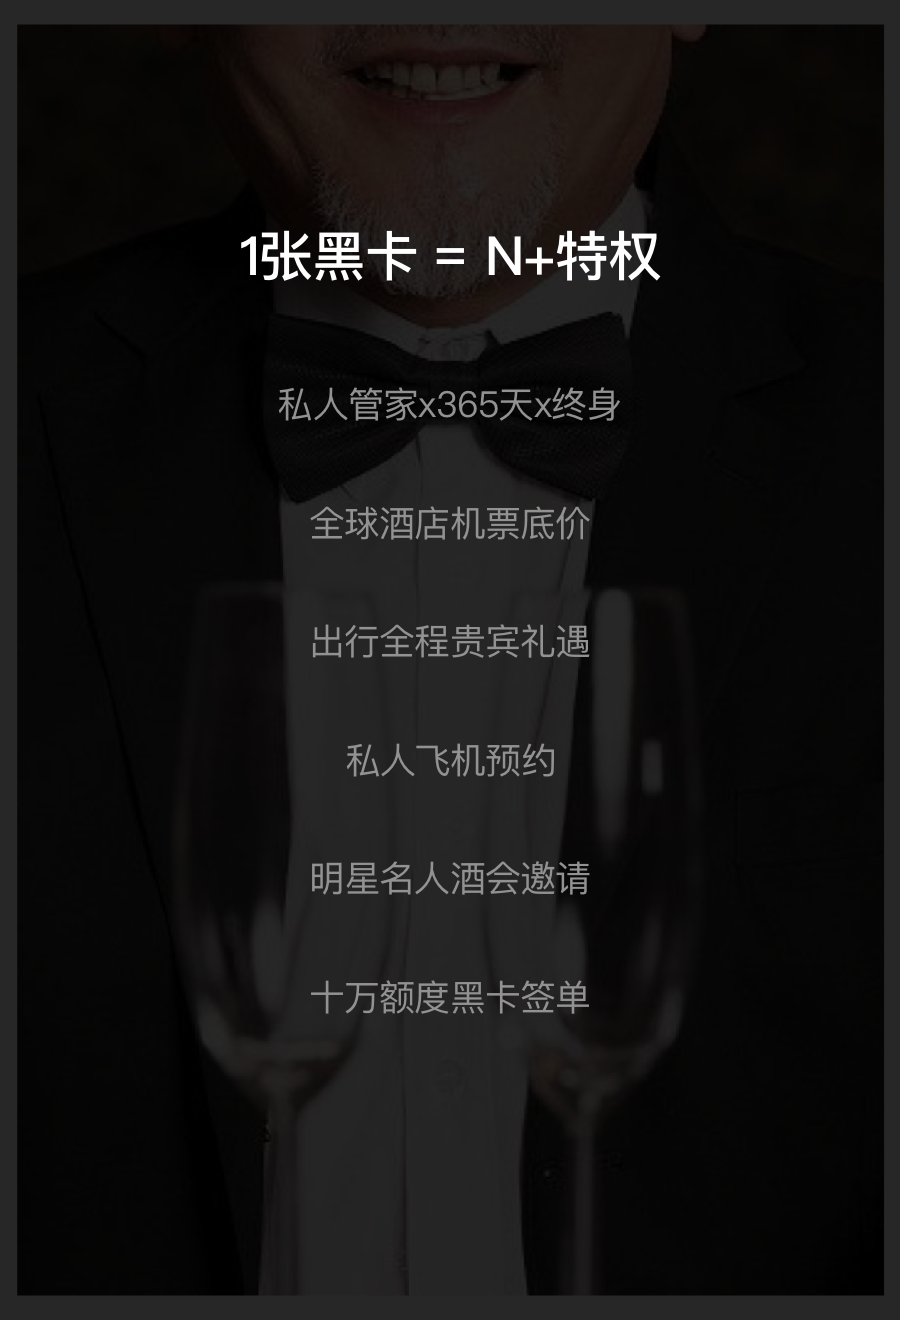 1张黑卡 = N+特权
私人管家x365天x终身
全球酒店机票底价
出行全程贵宾礼遇
私人飞机预约
明星名人酒会邀请
十万额度黑卡签单